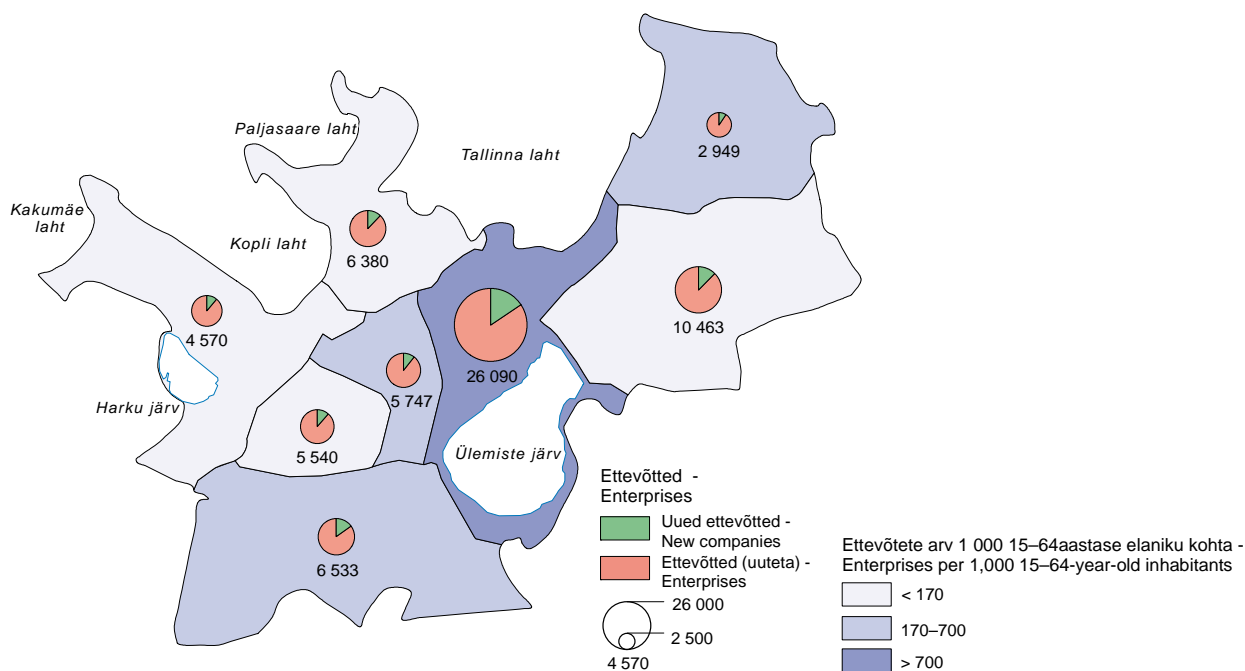 Paljasaare laht
Tallinna laht
2 949
Kakumäe
laht
Kopli laht
6 380
4 570
10 463
26 090
5 747
Harku järv
5 540
Ülemiste järv
6 533
Ettevõtted -
Enterprises
Uued ettevõtted -
New companies
Ettevõtted (uuteta) -
Enterprises
26 000
2 500
4 570
Ettevõtete arv 1 000 15–64aastase elaniku kohta -
Enterprises per 1,000 15–64-year-old inhabitants
< 170
170–700
> 700